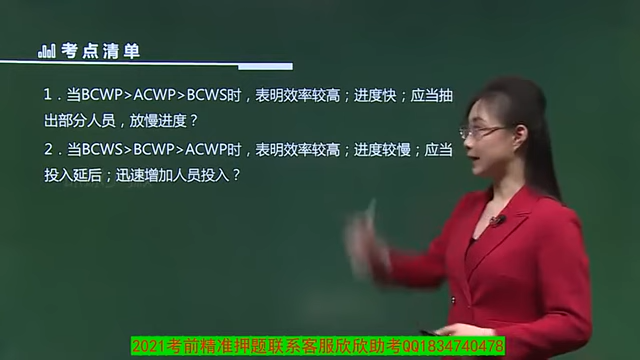 考点清单
1．当BCWP>ACWP>BCWS时，表明效率较高；进度快；应当抽
出部分人员，放慢进度？
2．当BCWS>BCWP>ACWP时，表明效率较高；进度较慢；应当
投入延后；迅速增加人员投入？
2021考前精准押题联系客服欣欣助考QQ1834740478